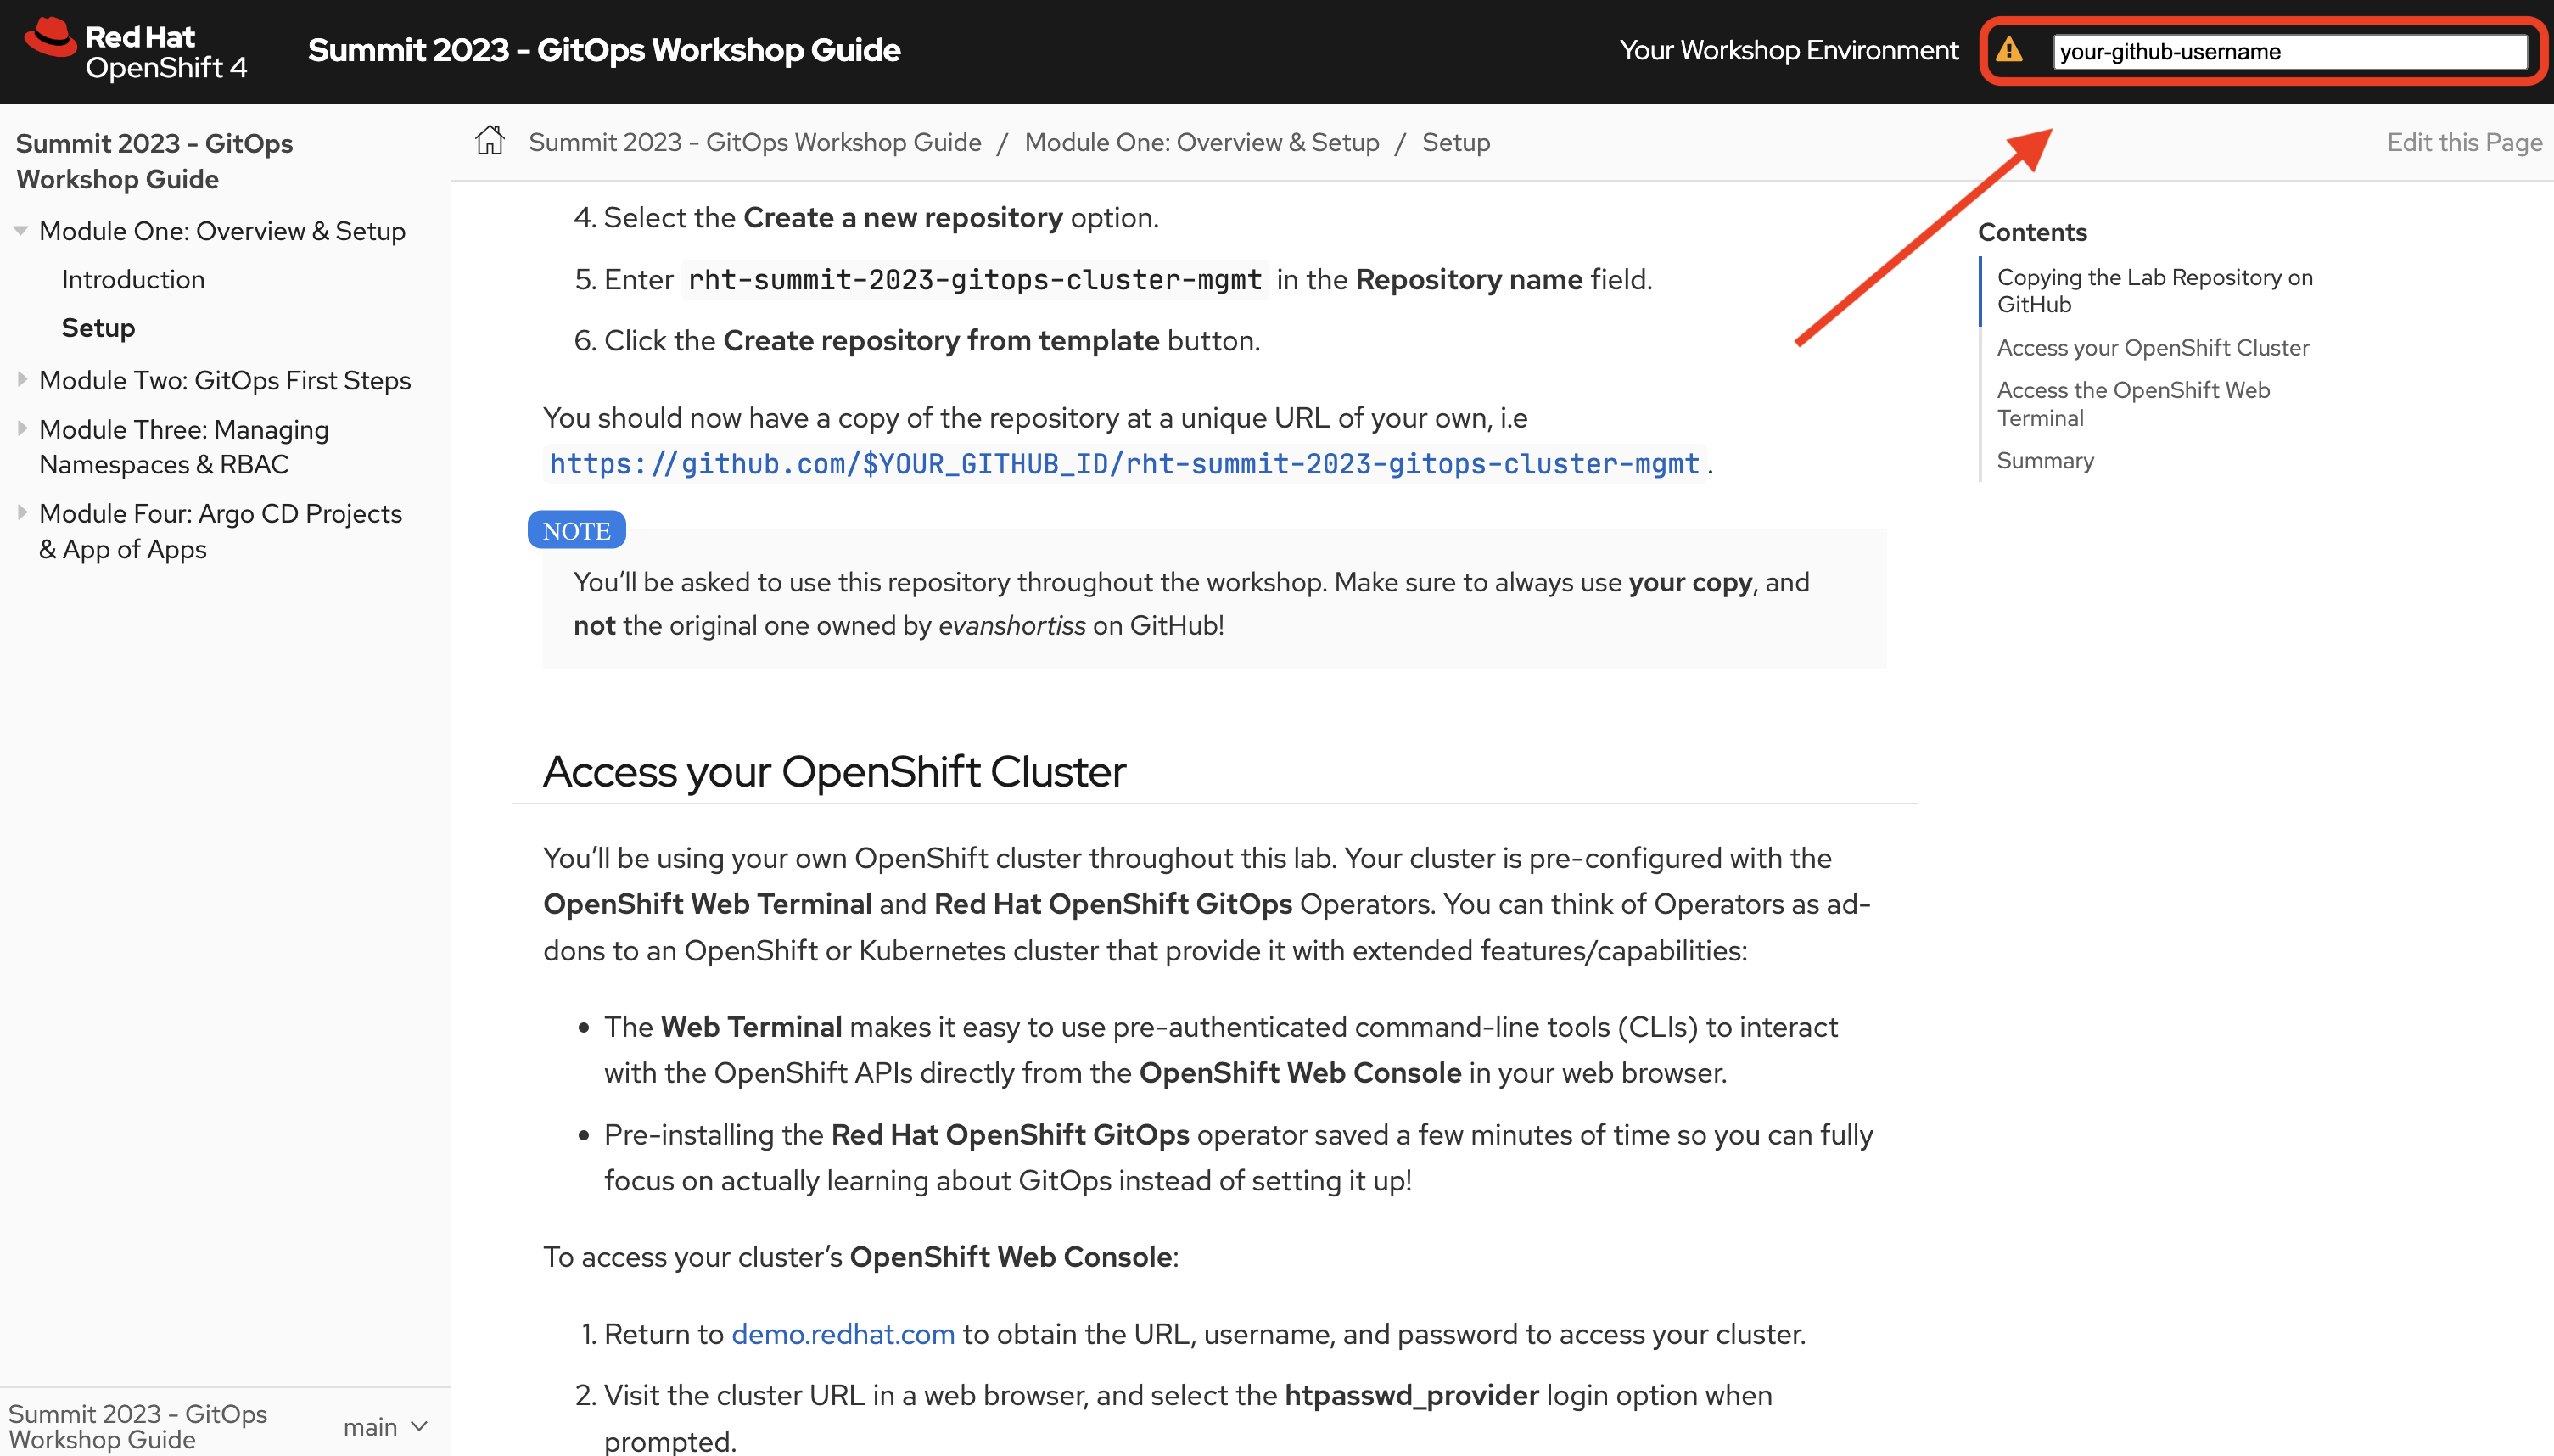 Red Hat
OpenShift 4
Summit 2023 - GitOps Workshop Guide
Your Workshop Environment
your-github-username
Summit 2023 - GitOps
Workshop Guide
Module One: Overview & Setup
Introduction
Setup
Module Two: GitOps First Steps
Module Three: Managing
Namespaces & RBAC
Module Four: Argo CD Projects
& App of Apps
Summit 2023 - GitOps
Workshop Guide
main
Summit 2023 - GitOps Workshop Guide / Module One: Overview & Setup / Setup
Edit this Page
4. Select the Create a new repository option.
5. Enter rht-summit-2023-gitops-cluster-mgmt in the Repository name field.
6. Click the Create repository from template button.
You should now have a copy of the repository at a unique URL of your own, i.e
https://github.com/$YOUR_GITHUB_ID/rht-summit-2023-gitops-cluster-mgmt.
NOTE
You’ll be asked to use this repository throughout the workshop. Make sure to always use your copy, and
not the original one owned by evanshortiss on GitHub!
Access your OpenShift Cluster
You’ll be using your own OpenShift cluster throughout this lab. Your cluster is pre-configured with the
OpenShift Web Terminal and Red Hat OpenShift GitOps Operators. You can think of Operators as ad-
dons to an OpenShift or Kubernetes cluster that provide it with extended features/capabilities:
• The Web Terminal makes it easy to use pre-authenticated command-line tools (CLIs) to interact
with the OpenShift APIs directly from the OpenShift Web Console in your web browser.
• Pre-installing the Red Hat OpenShift GitOps operator saved a few minutes of time so you can fully
focus on actually learning about GitOps instead of setting it up!
To access your cluster’s OpenShift Web Console:
1. Return to demo.redhat.com to obtain the URL, username, and password to access your cluster.
2. Visit the cluster URL in a web browser, and select the htpasswd_provider login option when
prompted.
Contents
Copying the Lab Repository on
GitHub
Access your OpenShift Cluster
Access the OpenShift Web
Terminal
Summary